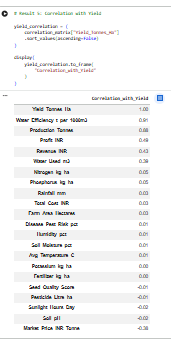 # Result 5: Correlation with Yield
yield_correlation = (
correlation_matrix["Yield_Tonnes_Ha"]
.sort_values(ascending=False)
)
display(
yield_correlation.to_frame(
"Correlation_with_Yield"
)
)
Correlation_with_Yield
Yield Tonnes Ha 1.00
Water Efficiency t per 1000m3 0.91
Production Tonnes 0.68
Profit INR 0.49
Revenue INR 0.43
Water Used m3 0.38
Nitrogen kg ha 0.05
Phosphorus kg ha 0.05
Rainfall mm 0.03
Total Cost INR 0.03
Farm Area Hectares 0.03
Disease Pest Risk pct 0.01
Humidity pct 0.01
Soil Moisture pct 0.01
Avg Temperature C 0.01
Potassium kg ha 0.00
Fertilizer kg ha 0.00
Seed Quality Score -0.01
Pesticide Litre ha -0.01
Sunlight Hours Day -0.02
Soil pH -0.02
Market Price INR Tonne -0.38